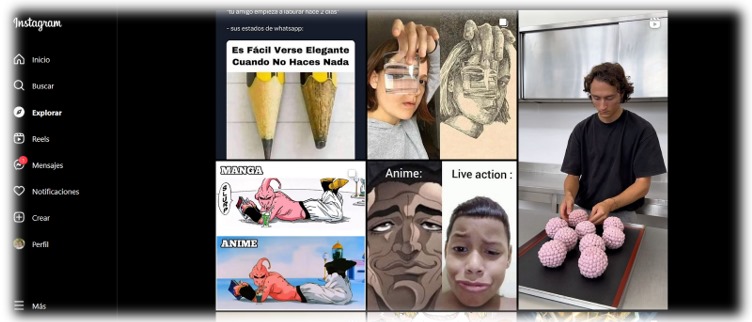 Instagram
Inicio
Buscar
Explorar
Reels
Mensajes
Notificaciones
Crear
Perfil
Más
"tu amigo empieza a laburar hace 2 días"
- sus estados de whatsapp:
Es Fácil Verse Elegante
Cuando No Haces Nada
MANGA
SLURP
ANIME
Anime:
Live action :